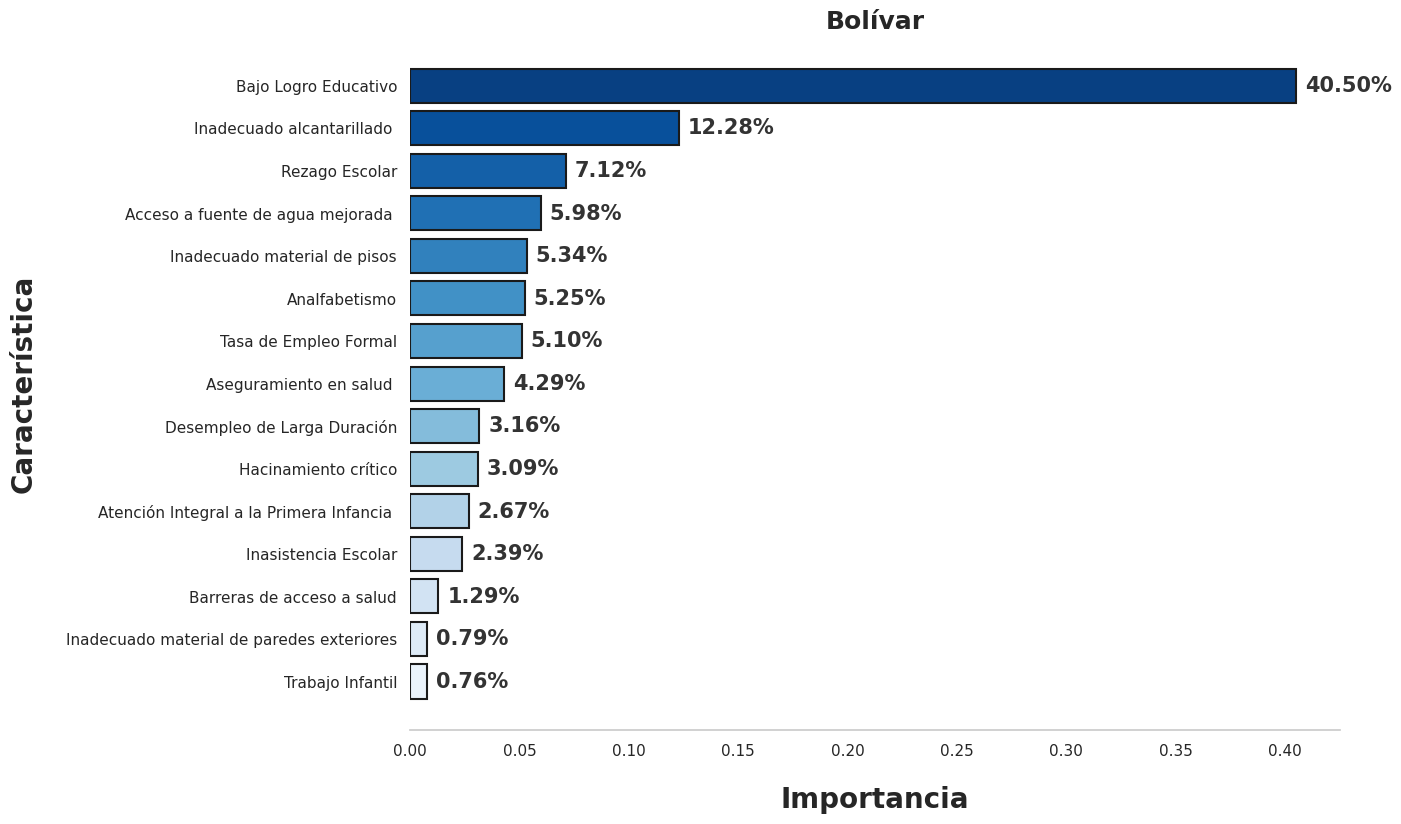 Bolívar
Bajo Logro Educativo 40.50%
Inadecuado alcantarillado 12.28%
Rezago Escolar 7.12%
Acceso a fuente de agua mejorada 5.98%
Inadecuado material de pisos 5.34%
Analfabetismo 5.25%
Tasa de Empleo Formal 5.10%
Aseguramiento en salud 4.29%
Desempleo de Larga Duración 3.16%
Hacinamiento crítico 3.09%
Atención Integral a la Primera Infancia 2.67%
Inasistencia Escolar 2.39%
Barreras de acceso a salud 1.29%
Inadecuado material de paredes exteriores 0.79%
Trabajo Infantil 0.76%
Característica
0.00 0.05 0.10 0.15 0.20 0.25 0.30 0.35 0.40
Importancia